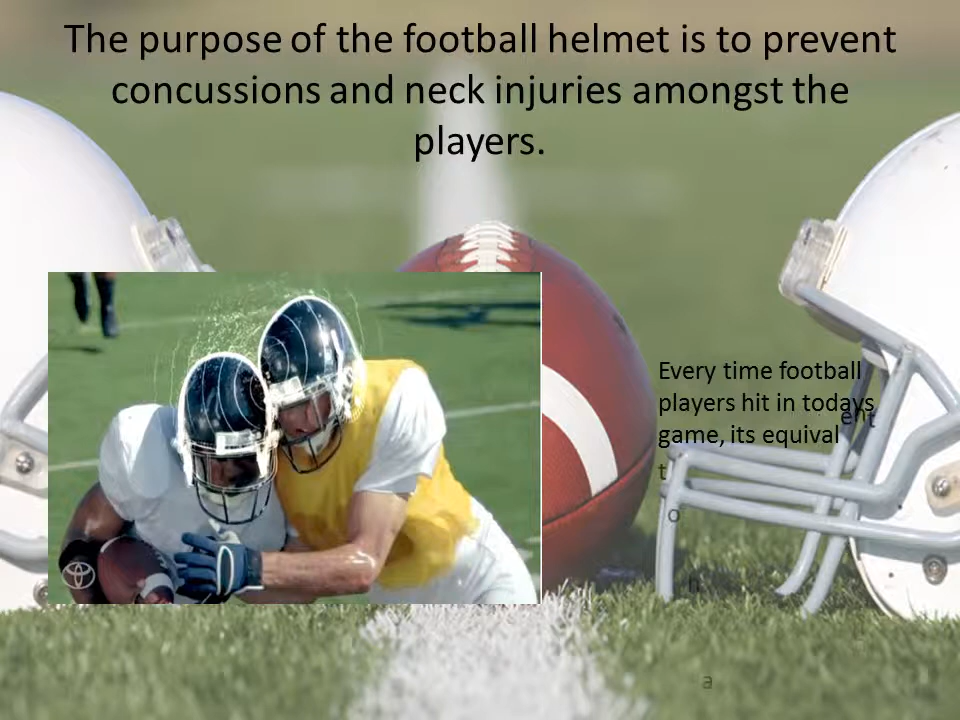 The purpose of the football helmet is to prevent
concussions and neck injuries amongst the
players.
Every time football
players hit in todays
game, its equival
ent
t
o
h
a